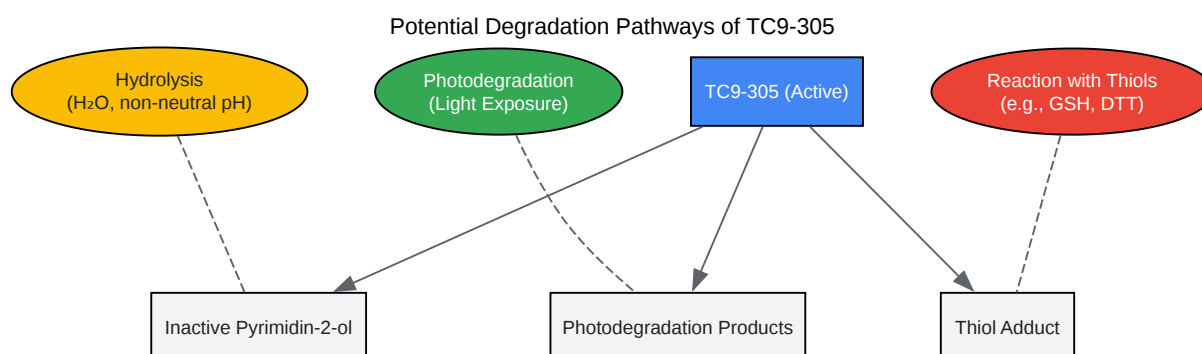 Potential Degradation Pathways of TC9-305
Hydrolysis
(H₂O, non-neutral pH)
Photodegradation
(Light Exposure)
TC9-305 (Active)
Reaction with Thiols
(e.g., GSH, DTT)
Inactive Pyrimidin-2-ol
Photodegradation Products
Thiol Adduct